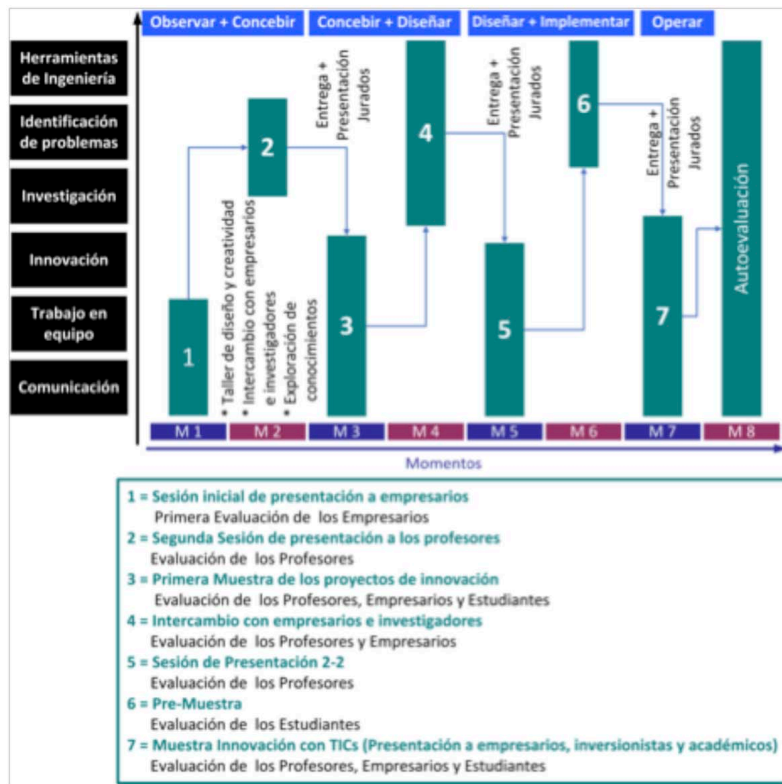 Observar + Concebir
Concebir + Diseñar
Diseñar + Implementar
Operar
Herramientas
de Ingeniería
Identificación
de problemas
Investigación
Innovación
Trabajo en
equipo
Comunicación
1
2
* Taller de diseño y creatividad
* Intercambio con empresarios
e investigadores
* Exploración de
conocimientos
Entrega +
Presentación
Jurados
3
4
Entrega +
Presentación
Jurados
5
6
Entrega +
Presentación
Jurados
7
Autoevaluación
M 1
M 2
M 3
M 4
M 5
M 6
M 7
M 8
Momentos
1 = Sesión inicial de presentación a empresarios
Primera Evaluación de los Empresarios
2 = Segunda Sesión de presentación a los profesores
Evaluación de los Profesores
3 = Primera Muestra de los proyectos de innovación
Evaluación de los Profesores, Empresarios y Estudiantes
4 = Intercambio con empresarios e investigadores
Evaluación de los Profesores y Empresarios
5 = Sesión de Presentación 2-2
Evaluación de los Profesores
6 = Pre-Muestra
Evaluación de los Estudiantes
7 = Muestra Innovación con TICs (Presentación a empresarios, inversionistas y académicos)
Evaluación de los Profesores, Empresarios y Estudiantes